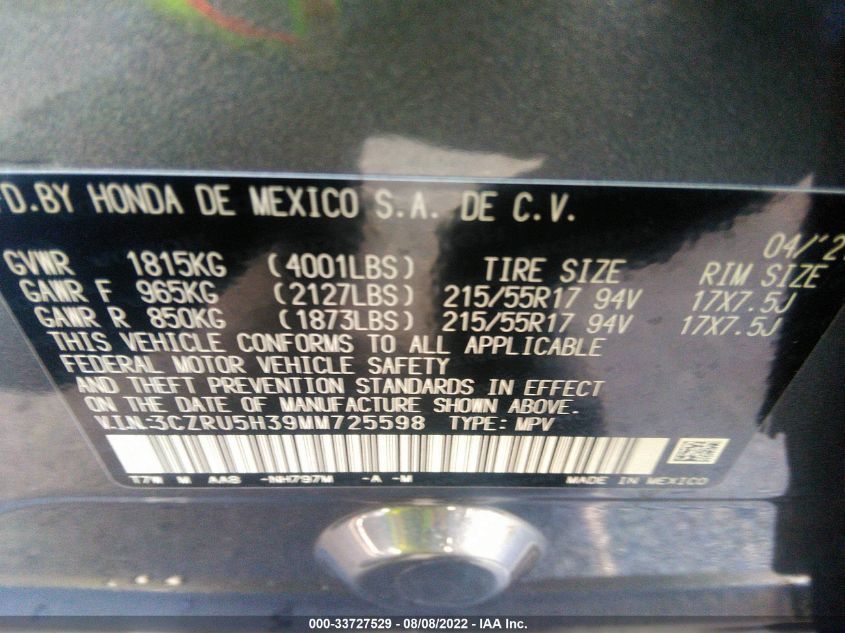 FD.BY HONDA DE MEXICO S.A. DE C.V.
04/'2
GVWR 1815KG (4001LBS) TIRE SIZE RIM SIZE
GAWR F 965KG (2127LBS) 215/55R17 94V 17X7.5J
GAWR R 850KG (1873LBS) 215/55R17 94V 17X7.5J
THIS VEHICLE CONFORMS TO ALL APPLICABLE
FEDERAL MOTOR VEHICLE SAFETY
AND THEFT PREVENTION STANDARDS IN EFFECT
ON THE DATE OF MANUFACTURE SHOWN ABOVE.
V.I.N.:3CZRU5H39MM725598 TYPE: MPV
T7W M AAB -NH797M -A -M MADE IN MEXICO
000-33727529 - 08/08/2022 - IAA Inc.